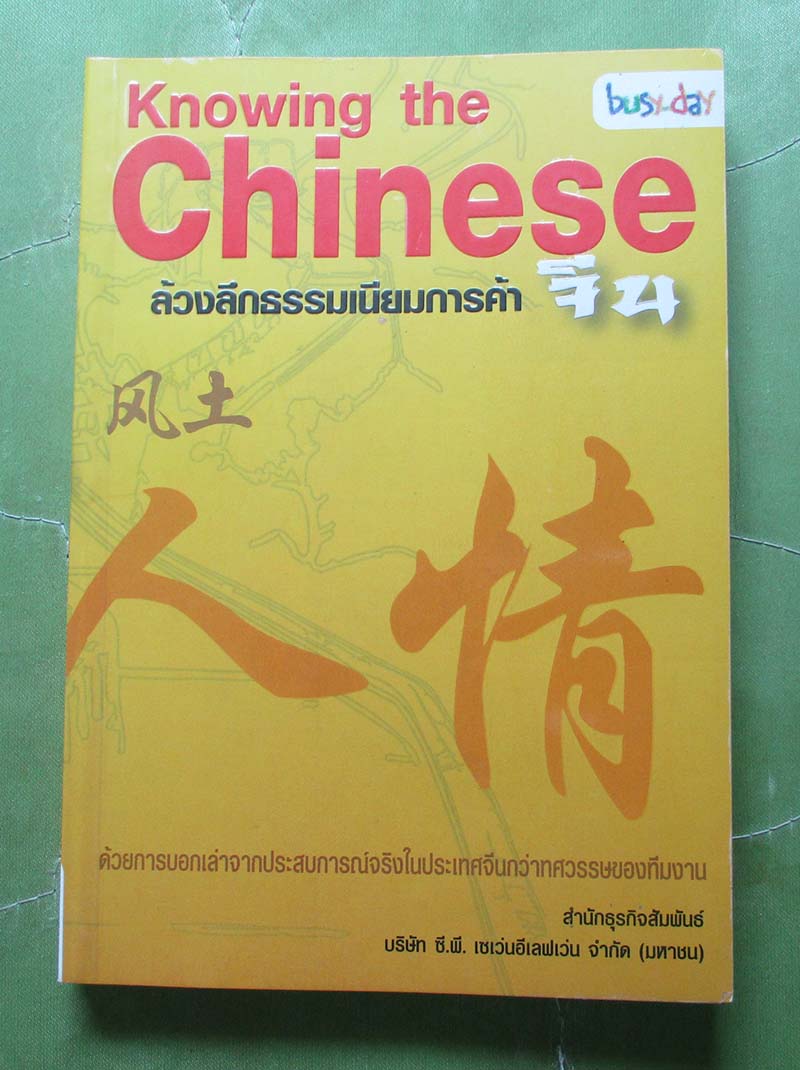 busy-day
Knowing the
Chinese
ล้วงลึกธรรมเนียมการค้า จีน
风土
人情
ด้วยการบอกเล่าจากประสบการณ์จริงในประเทศจีนกว่าทศวรรษของทีมงาน
สำนักธุรกิจสัมพันธ์
บริษัท ซี.พี. เซเว่นอีเลฟเว่น จำกัด (มหาชน)